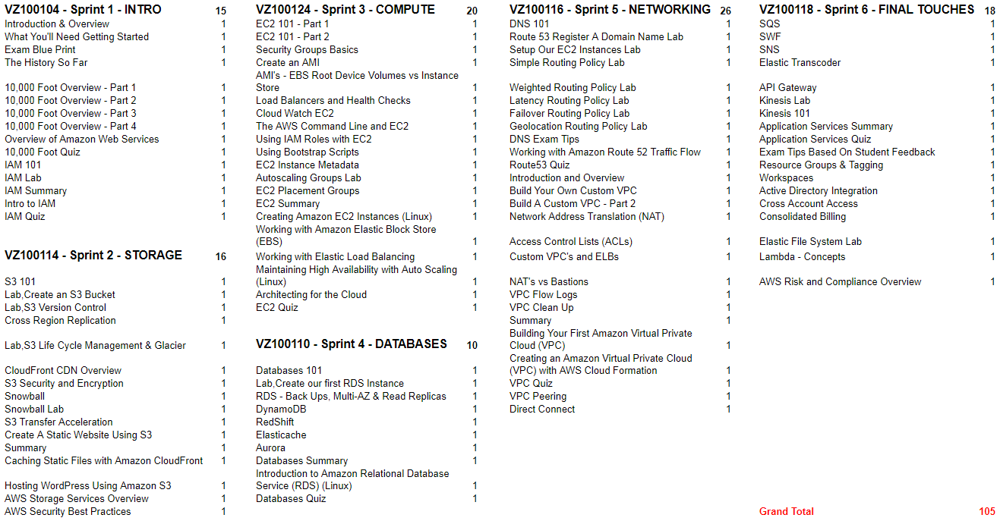 VZ100104 - Sprint 1 - INTRO 15
Introduction & Overview 1
What You'll Need Getting Started 1
Exam Blue Print 1
The History So Far 1
10,000 Foot Overview - Part 1 1
10,000 Foot Overview - Part 2 1
10,000 Foot Overview - Part 3 1
10,000 Foot Overview - Part 4 1
Overview of Amazon Web Services 1
10,000 Foot Quiz 1
IAM 101 1
IAM Lab 1
IAM Summary 1
Intro to IAM 1
IAM Quiz 1
VZ100114 - Sprint 2 - STORAGE 16
S3 101 1
Lab,Create an S3 Bucket 1
Lab,S3 Version Control 1
Cross Region Replication 1
Lab,S3 Life Cycle Management & Glacier 1
CloudFront CDN Overview 1
S3 Security and Encryption 1
Snowball 1
Snowball Lab 1
S3 Transfer Acceleration 1
Create A Static Website Using S3 1
Summary 1
Caching Static Files with Amazon CloudFront 1
Hosting WordPress Using Amazon S3 1
AWS Storage Services Overview 1
AWS Security Best Practices 1
VZ100124 - Sprint 3 - COMPUTE 20
EC2 101 - Part 1 1
EC2 101 - Part 2 1
Security Groups Basics 1
Create an AMI 1
AMI's - EBS Root Device Volumes vs Instance
Store 1
Load Balancers and Health Checks 1
Cloud Watch EC2 1
The AWS Command Line and EC2 1
Using IAM Roles with EC2 1
Using Bootstrap Scripts 1
EC2 Instance Metadata 1
Autoscaling Groups Lab 1
EC2 Placement Groups 1
EC2 Summary 1
Creating Amazon EC2 Instances (Linux) 1
Working with Amazon Elastic Block Store
(EBS) 1
Working with Elastic Load Balancing 1
Maintaining High Availability with Auto Scaling
(Linux) 1
Architecting for the Cloud 1
EC2 Quiz 1
VZ100110 - Sprint 4 - DATABASES 10
Databases 101 1
Lab,Create our first RDS Instance 1
RDS - Back Ups, Multi-AZ & Read Replicas 1
DynamoDB 1
RedShift 1
Elasticache 1
Aurora 1
Databases Summary 1
Introduction to Amazon Relational Database
Service (RDS) (Linux) 1
Databases Quiz 1
VZ100116 - Sprint 5 - NETWORKING 26
DNS 101 1
Route 53 Register A Domain Name Lab 1
Setup Our EC2 Instances Lab 1
Simple Routing Policy Lab 1
Weighted Routing Policy Lab 1
Latency Routing Policy Lab 1
Failover Routing Policy Lab 1
Geolocation Routing Policy Lab 1
DNS Exam Tips 1
Working with Amazon Route 52 Traffic Flow 1
Route53 Quiz 1
Introduction and Overview 1
Build Your Own Custom VPC 1
Build A Custom VPC - Part 2 1
Network Address Translation (NAT) 1
Access Control Lists (ACLs) 1
Custom VPC's and ELBs 1
NAT's vs Bastions 1
VPC Flow Logs 1
VPC Clean Up 1
Summary 1
Building Your First Amazon Virtual Private
Cloud (VPC) 1
Creating an Amazon Virtual Private Cloud
(VPC) with AWS Cloud Formation 1
VPC Quiz 1
VPC Peering 1
Direct Connect 1
VZ100118 - Sprint 6 - FINAL TOUCHES 18
SQS 1
SWF 1
SNS 1
Elastic Transcoder 1
API Gateway 1
Kinesis Lab 1
Kinesis 101 1
Application Services Summary 1
Application Services Quiz 1
Exam Tips Based On Student Feedback 1
Resource Groups & Tagging 1
Workspaces 1
Active Directory Integration 1
Cross Account Access 1
Consolidated Billing 1
Elastic File System Lab 1
Lambda - Concepts 1
AWS Risk and Compliance Overview 1
Grand Total 105